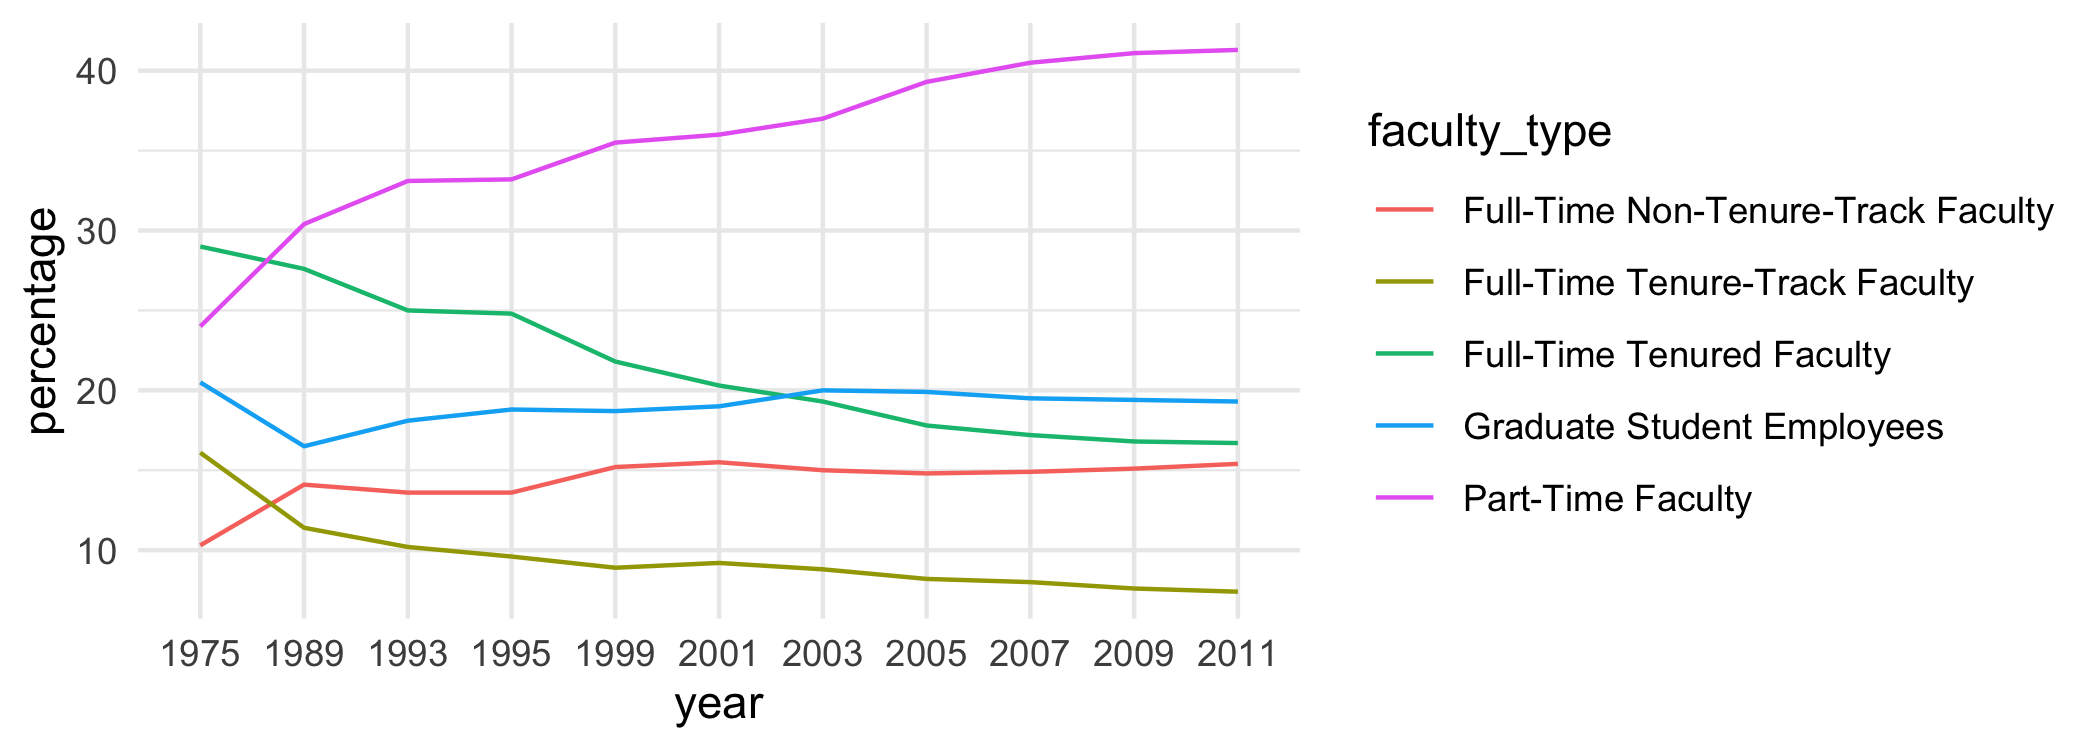 percentage
40
30
20
10
1975 1989 1993 1995 1999 2001 2003 2005 2007 2009 2011
year
faculty_type
Full-Time Non-Tenure-Track Faculty
Full-Time Tenure-Track Faculty
Full-Time Tenured Faculty
Graduate Student Employees
Part-Time Faculty